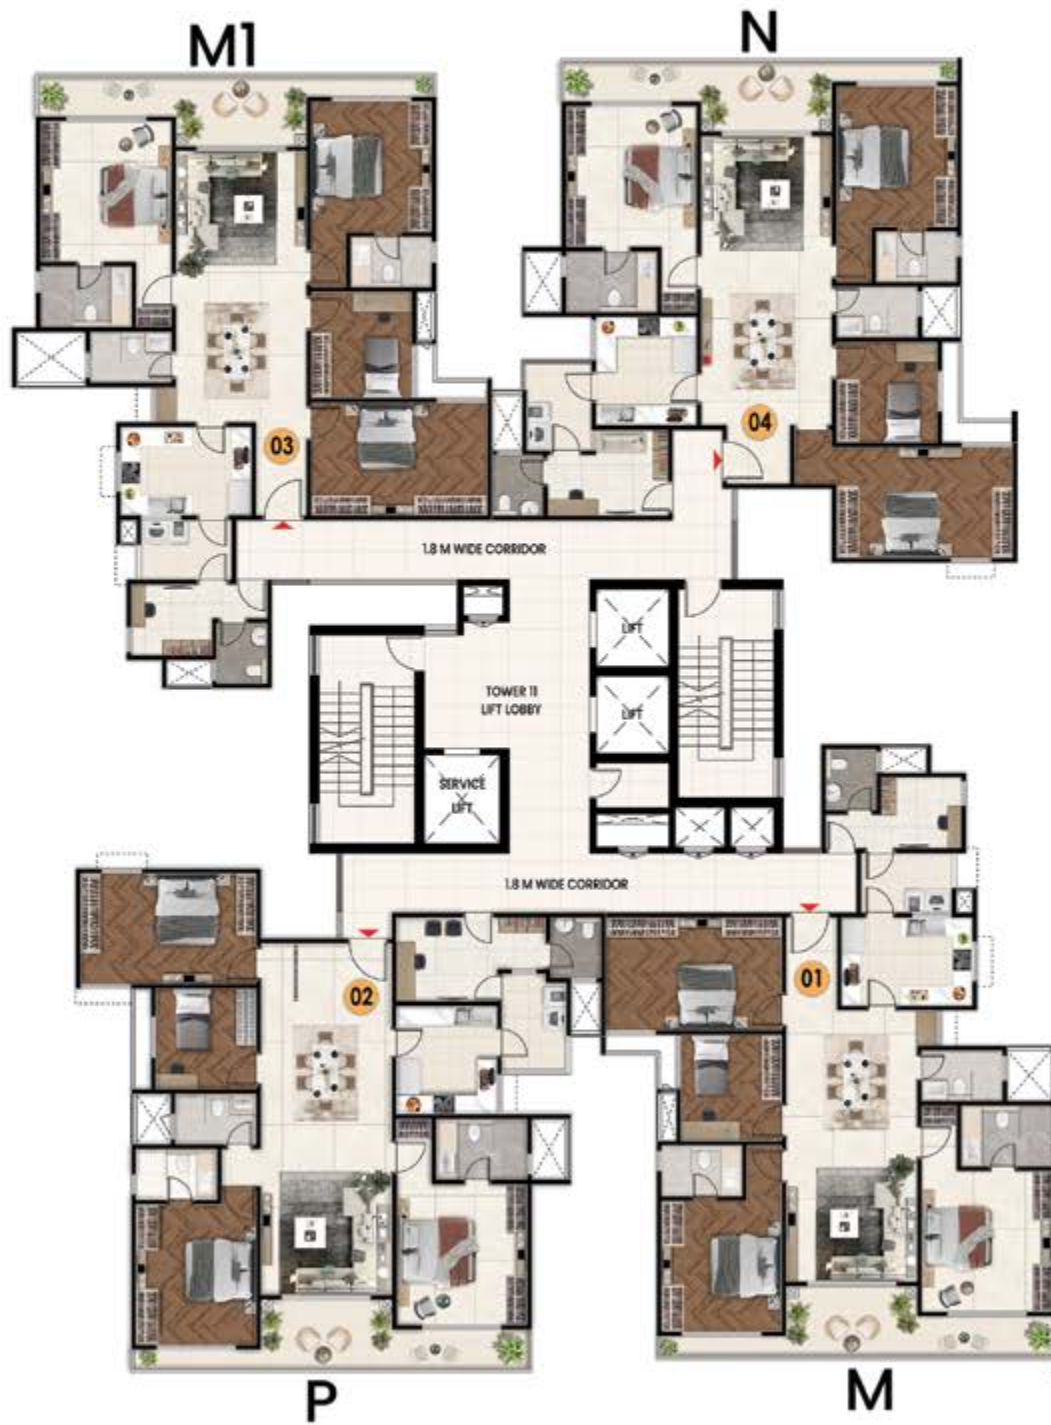 M1
N
03
04
1.8 M WIDE CORRIDOR
LIFT
TOWER 11
LIFT LOBBY
LIFT
SERVICE
LIFT
1.8 M WIDE CORRIDOR
02
01
P
M